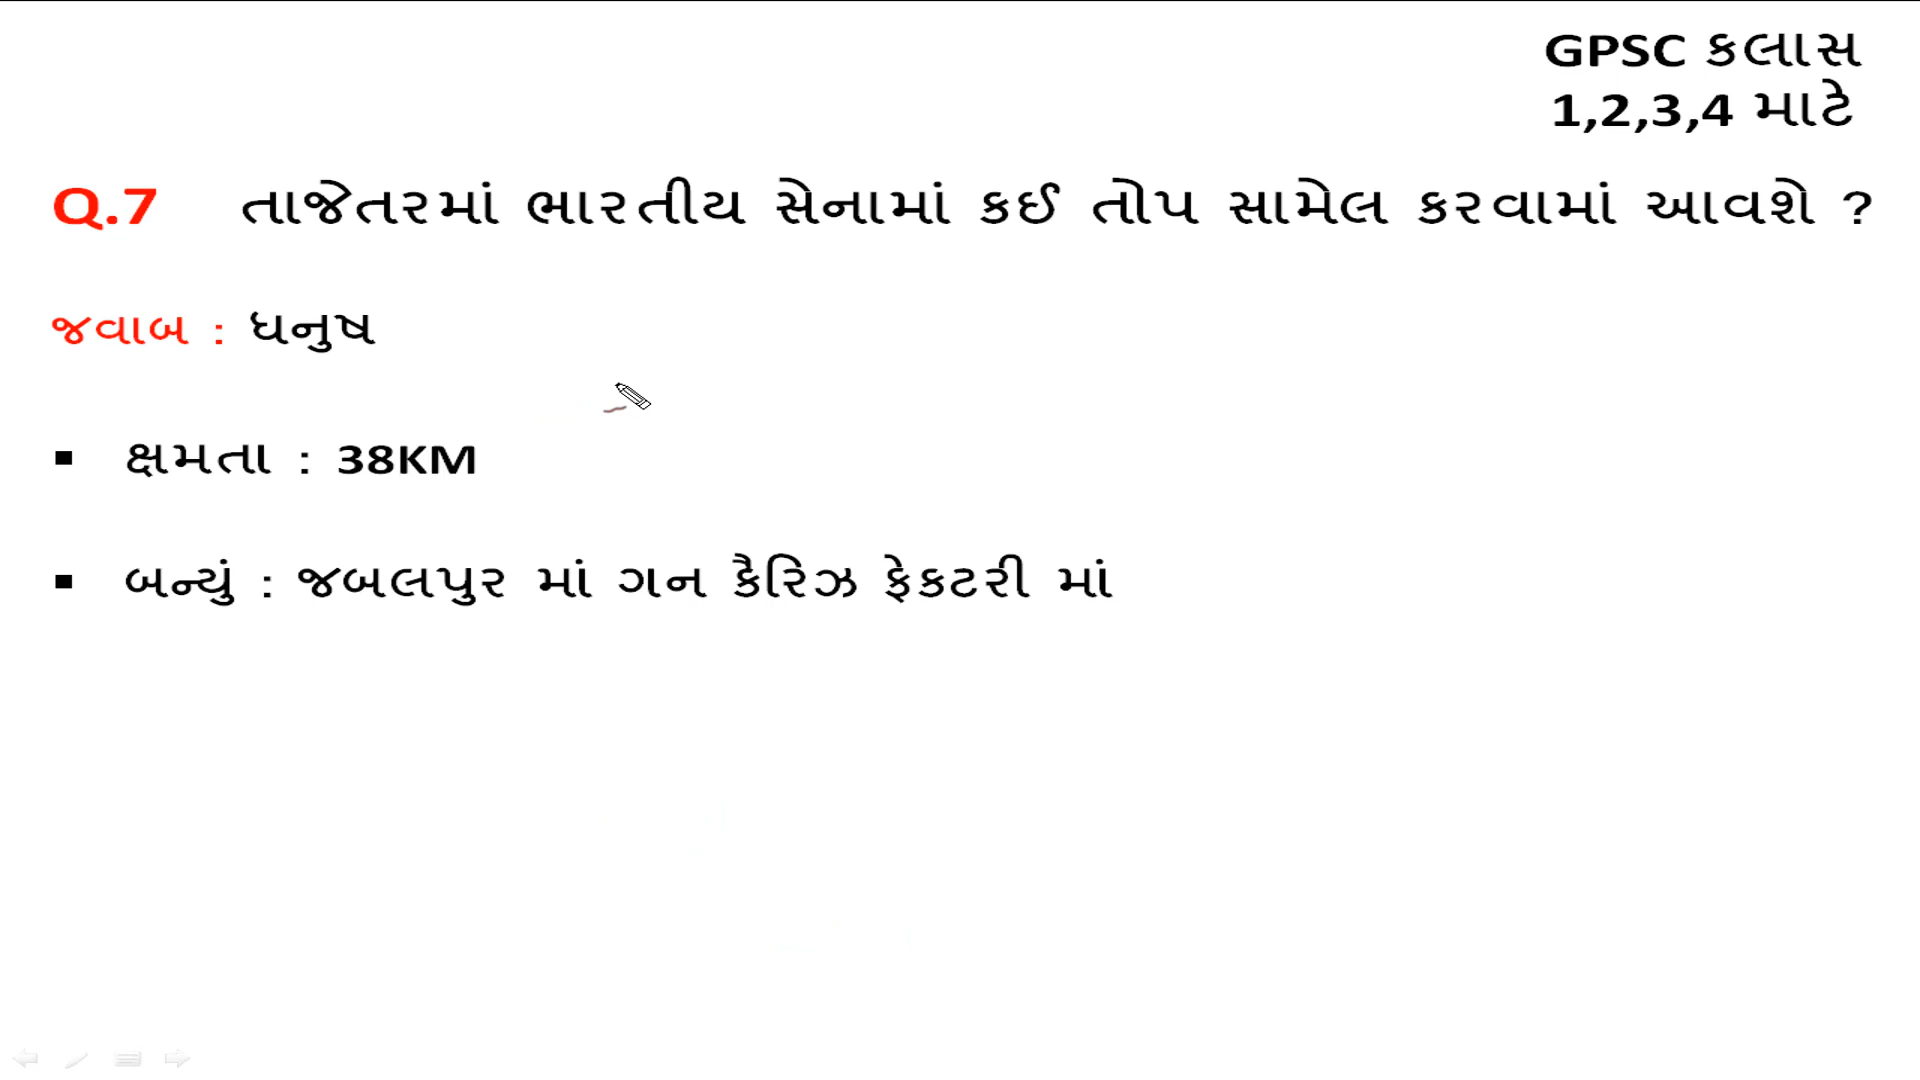 GPSC કલાસ
1,2,3,4 માટે
Q.7 તાજેતરમાં ભારતીય સેનામાં કઈ તોપ સામેલ કરવામાં આવશે ?
જવાબ : ધનુષ
▪ ક્ષમતા : 38KM
▪ બન્યું : જબલપુર માં ગન કૈરિઝ ફેકટરી માં